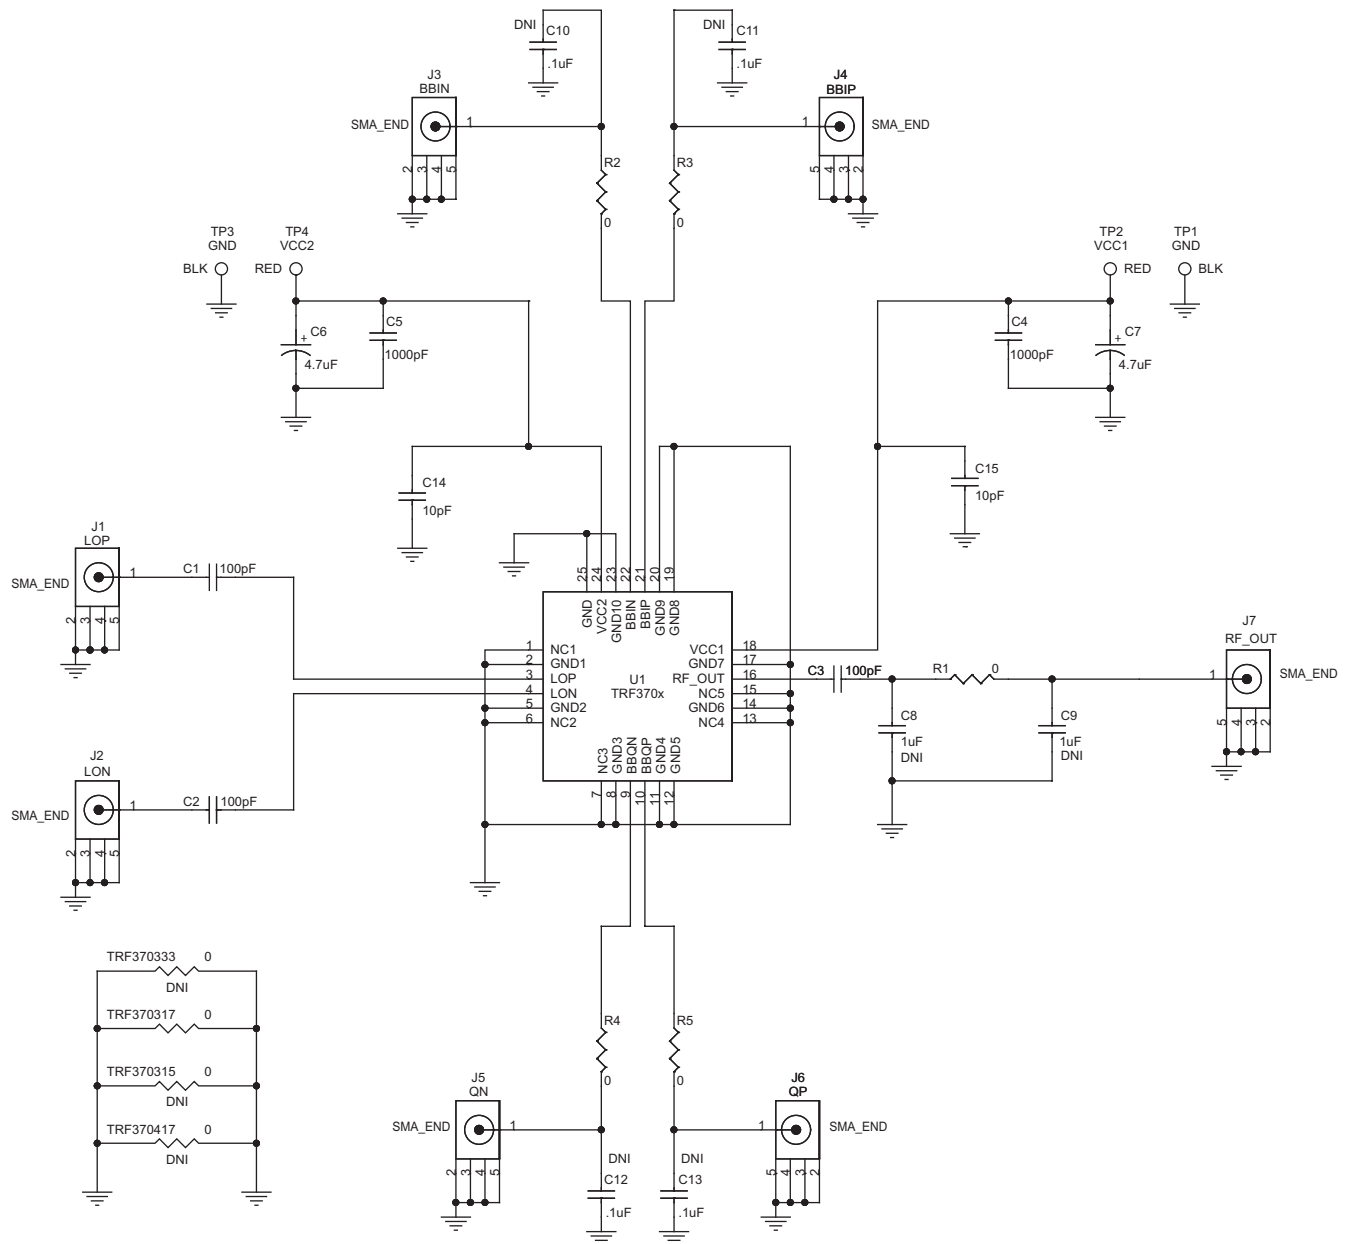 DNI
C10
.1uF
DNI
C11
.1uF
J3
BBIN
SMA_END
1
2
3
4
5
J4
BBIP
1
SMA_END
5
4
3
2
R2
0
R3
0
TP3
GND
BLK
TP4
VCC2
RED
TP2
VCC1
RED
TP1
GND
BLK
+
C6
4.7uF
C5
1000pF
C4
1000pF
+
C7
4.7uF
C14
10pF
C15
10pF
J1
LOP
SMA_END
1
2
3
4
5
C1
100pF
25
24
23
22
21
20
19
GND
VCC2
GND10
BBIN
BBIP
GND9
GND8
1
NC1
2
GND1
3
LOP
4
LON
5
GND2
6
NC2
U1
TRF370x
VCC1
18
GND7
17
RF_OUT
16
NC5
15
GND6
14
NC4
13
NC3
GND3
BBQN
BBQP
GND4
GND5
7
8
9
10
11
12
C3
100pF
R1
0
C8
1uF
DNI
C9
1uF
DNI
J7
RF_OUT
1
SMA_END
5
4
3
2
J2
LON
SMA_END
1
2
3
4
5
C2
100pF
TRF370333
0
DNI
TRF370317
0
TRF370315
0
DNI
TRF370417
0
DNI
R4
0
R5
0
J5
QN
SMA_END
1
2
3
4
5
J6
QP
1
SMA_END
5
4
3
2
DNI
C12
.1uF
DNI
C13
.1uF